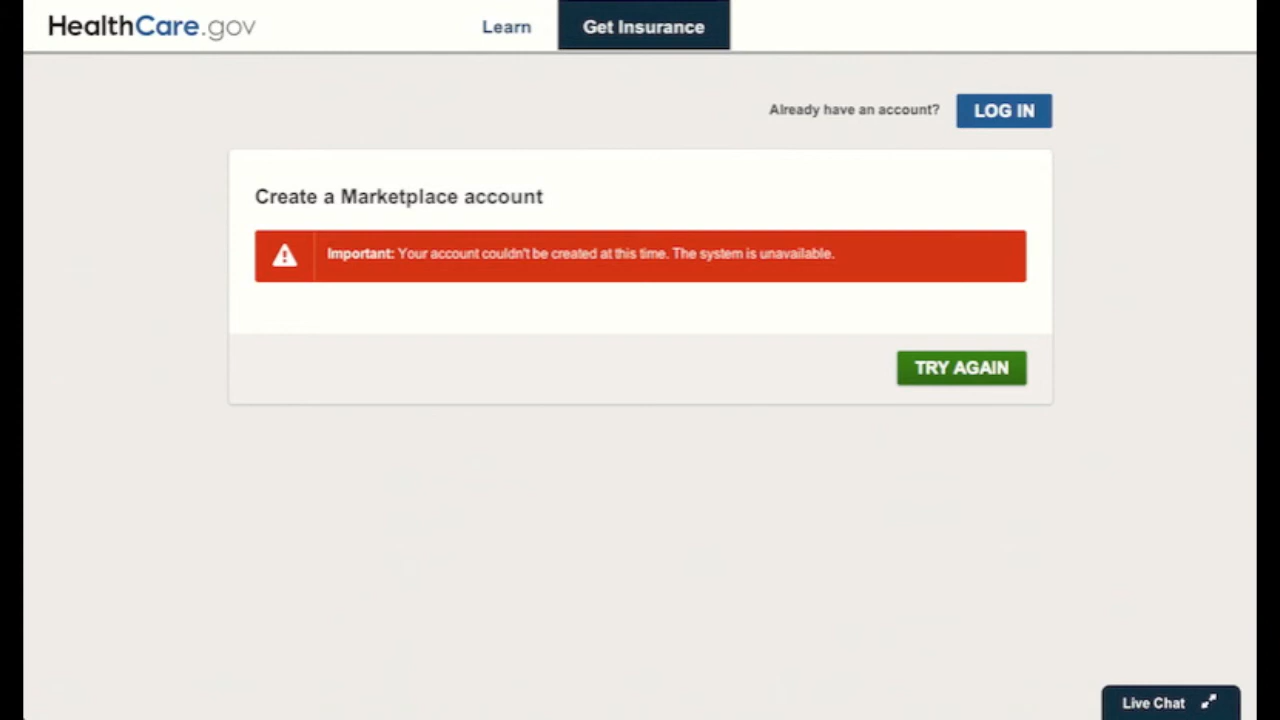 HealthCare.gov
Learn
Get Insurance
Already have an account?
LOG IN
Create a Marketplace account
Important: Your account couldn't be created at this time. The system is unavailable.
TRY AGAIN
Live Chat